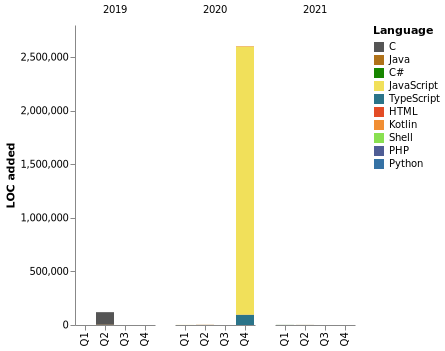 2019 2020 2021
Language
C
Java
C#
JavaScript
TypeScript
HTML
Kotlin
Shell
PHP
Python
LOC added
2,500,000
2,000,000
1,500,000
1,000,000
500,000
0
Q1 Q2 Q3 Q4 Q1 Q2 Q3 Q4 Q1 Q2 Q3 Q4